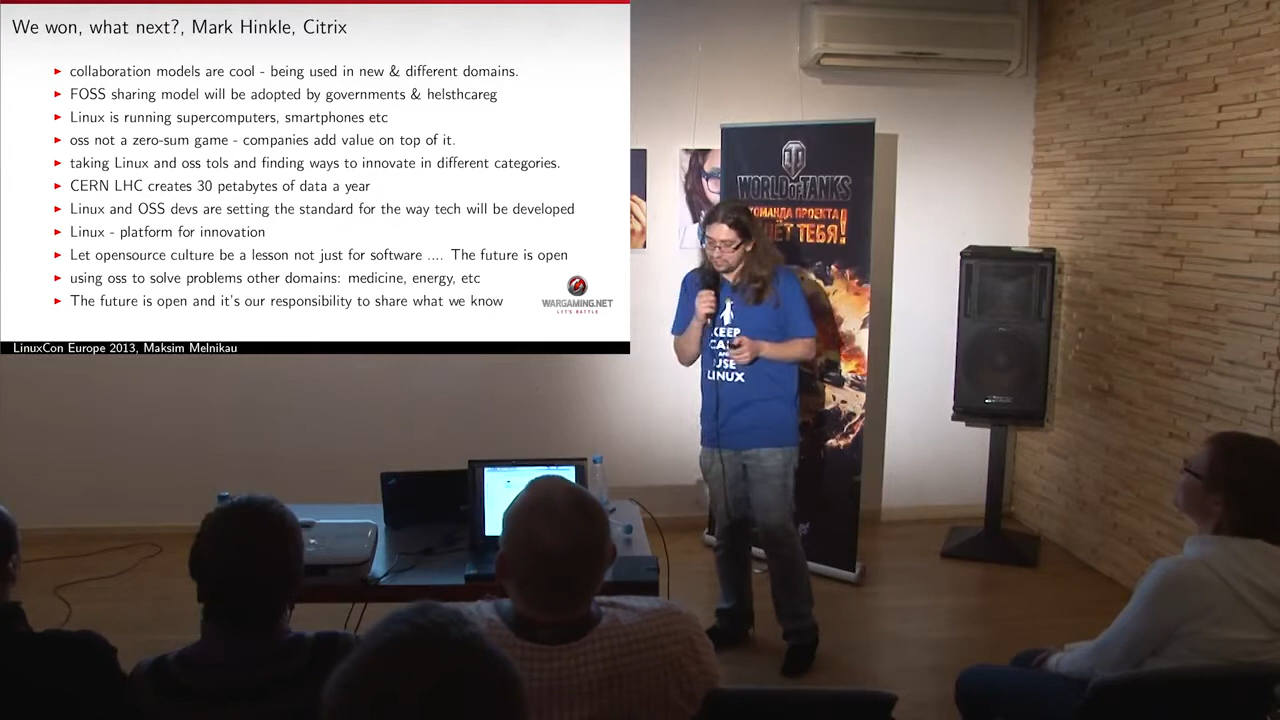 We won, what next?, Mark Hinkle, Citrix
collaboration models are cool - being used in new & different domains.
FOSS sharing model will be adopted by governments & helsthcareg
Linux is running supercomputers, smartphones etc
oss not a zero-sum game - companies add value on top of it.
taking Linux and oss tols and finding ways to innovate in different categories.
CERN LHC creates 30 petabytes of data a year
Linux and OSS devs are setting the standard for the way tech will be developed
Linux - platform for innovation
Let opensource culture be a lesson not just for software .... The future is open
using oss to solve problems other domains: medicine, energy, etc
The future is open and it's our responsibility to share what we know
WARGAMING.NET
LET'S BATTLE
LinuxCon Europe 2013, Maksim Melnikau
WORLD OF TANKS
КОМАНДА ПРОЕКТА
ТЕБЯ!
KEEP
AND
USE
LINUX